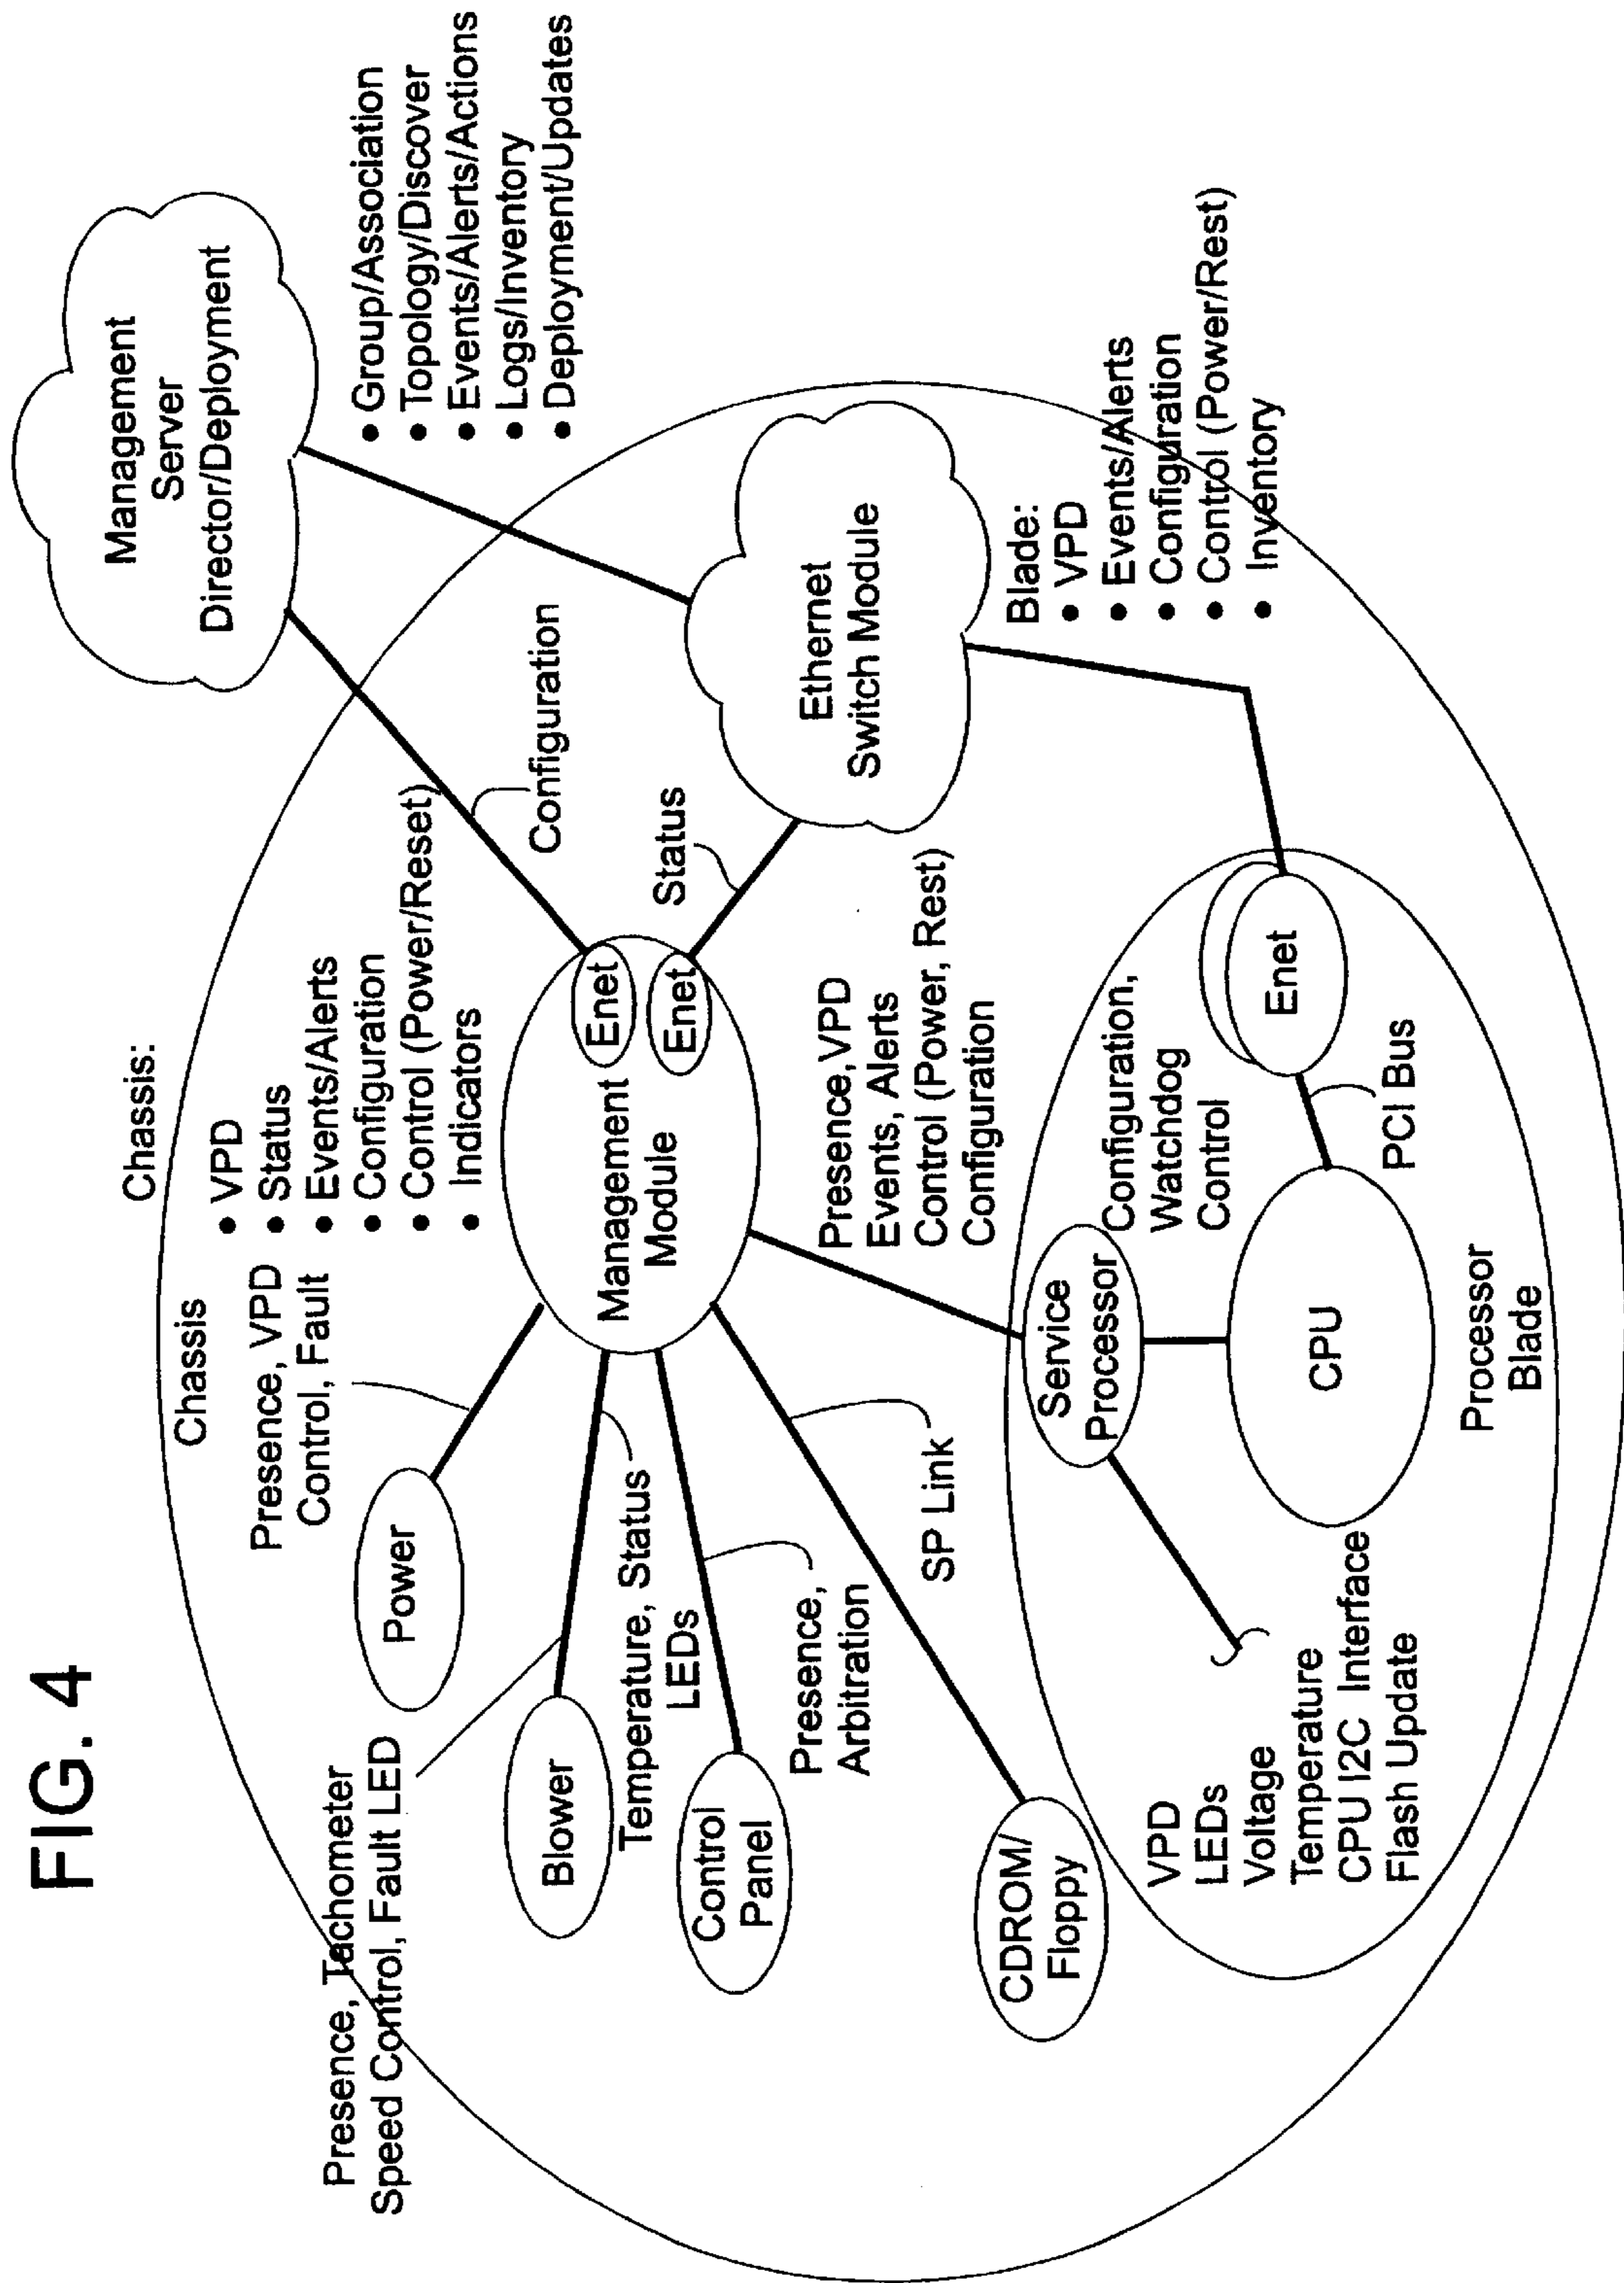 FIG. 4
Management
Server
Director/Deployment
• Group/Association
• Topology/Discover
• Events/Alerts/Actions
• Logs/Inventory
• Deployment/Updates
Chassis:
• VPD
• Status
• Events/Alerts
• Configuration
• Control (Power/Reset)
• Indicators
Chassis
Presence, VPD
Control, Fault
Power
Presence, Tachometer
Speed Control, Fault LED
Blower
Temperature, Status
LEDs
Control
Panel
Presence,
Arbitration
CDROM/
Floppy
SP Link
Management
Module
Enet
Enet
Configuration
Status
Ethernet
Switch Module
Presence, VPD
Events, Alerts
Control (Power, Rest)
Configuration
Blade:
• VPD
• Events/Alerts
• Configuration
• Control (Power/Rest)
• Inventory
Service
Processor
Configuration,
Watchdog
Control
Enet
PCI Bus
CPU
VPD
LEDs
Voltage
Temperature
CPU I2C Interface
Flash Update
Processor
Blade